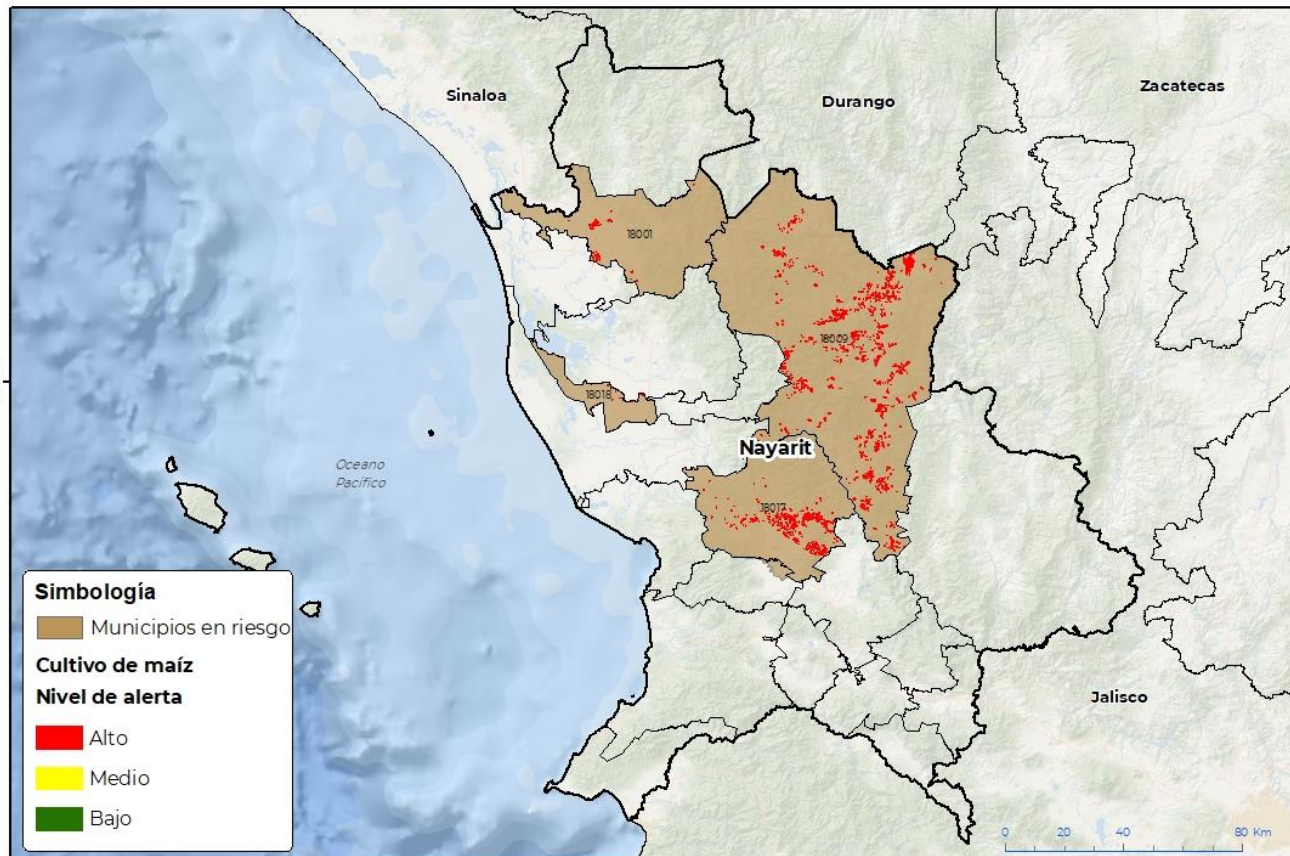 Sinaloa
Durango
Zacatecas
18001
18009
18018
Nayarit
Oceano
Pacífico
18017
Simbología
Municipios en riesgo
Cultivo de maíz
Nivel de alerta
Alto
Medio
Bajo
Jalisco
0 20 40 80 Km